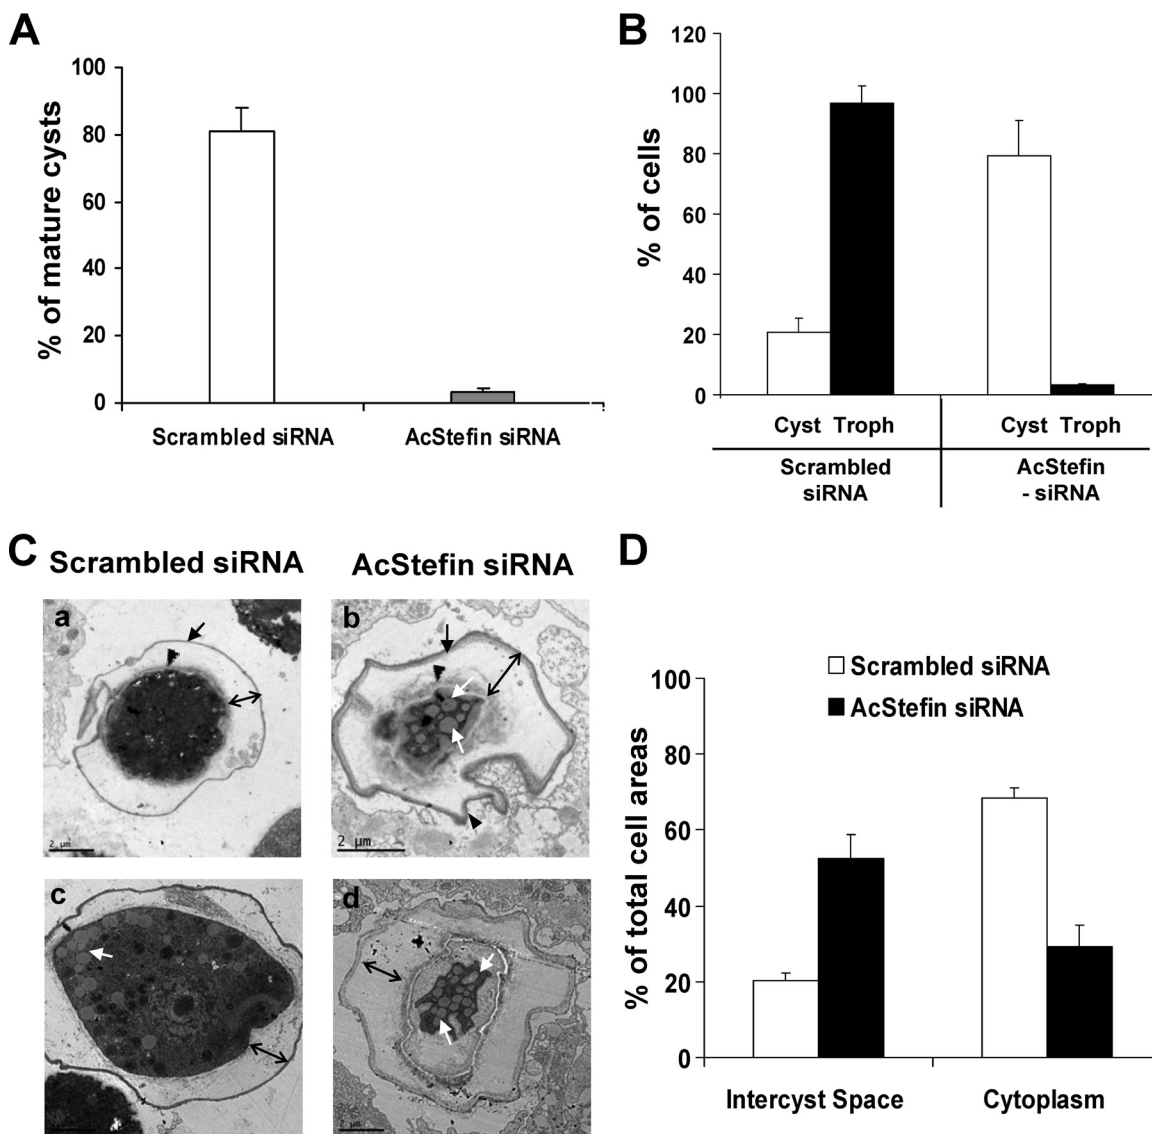 A
100
80
60
40
20
0
% of mature cysts
Scrambled siRNA
AcStefin siRNA
B
120
100
80
60
40
20
0
% of cells
Cyst Troph
Cyst Troph
Scrambled
siRNA
AcStefin
- siRNA
C
Scrambled siRNA
AcStefin siRNA
a
2 µm
b
2 µm
c
d
D
Scrambled siRNA
AcStefin siRNA
100
80
60
40
20
0
% of total cell areas
Intercyst Space
Cytoplasm